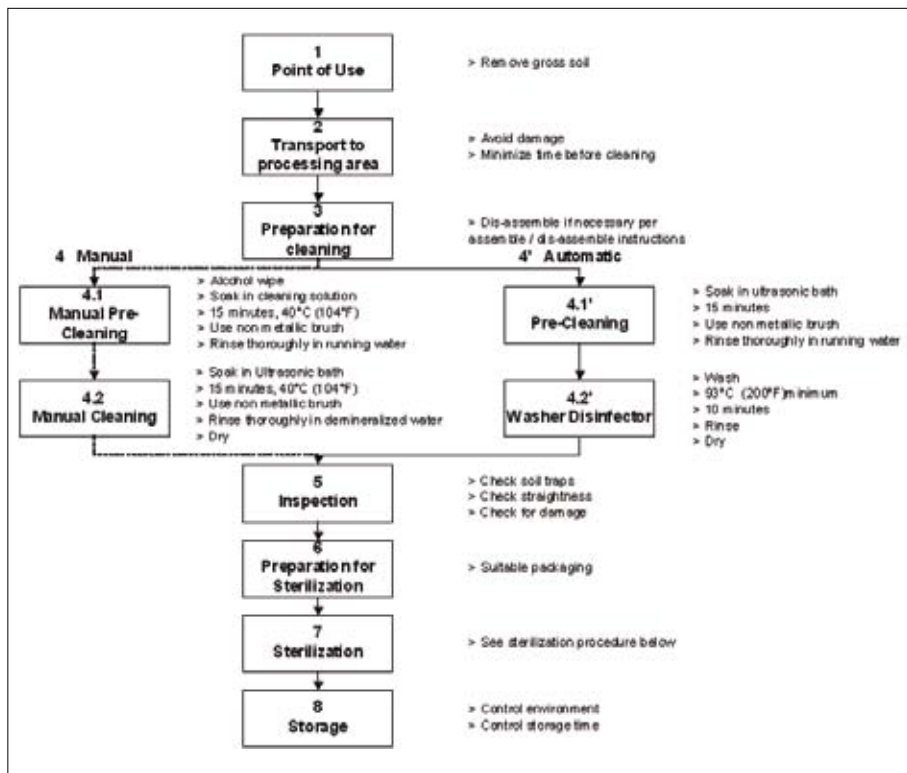 1
Point of Use
> Remove gross soil
2
Transport to
processing area
> Avoid damage
> Minimize time before cleaning
3
Preparation for
cleaning
> Dis-assemble if necessary per
assemble / dis-assemble instructions
4 Manual
4' Automatic
4.1
Manual Pre-
Cleaning
> Alcohol wipe
> Soak in cleaning solution
> 15 minutes, 40°C (104°F)
> Use non metallic brush
> Rinse thoroughly in running water
4.1'
Pre-Cleaning
> Soak in ultrasonic bath
> 15 minutes
> Use non metallic brush
> Rinse thoroughly in running water
4.2
Manual Cleaning
> Soak in Ultrasonic bath
> 15 minutes, 40°C (104°F)
> Use non metallic brush
> Rinse thoroughly in demineralized water
> Dry
4.2'
Washer Disinfector
> Wash
> 93°C (200°F)minimum
> 10 minutes
> Rinse
> Dry
5
Inspection
> Check soil traps
> Check straightness
> Check for damage
6
Preparation for
Sterilization
> Suitable packaging
7
Sterilization
> See sterilization procedure below
8
Storage
> Control environment
> Control storage time